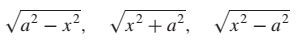 √(a² − x²), √(x² + a²), √(x² − a²)